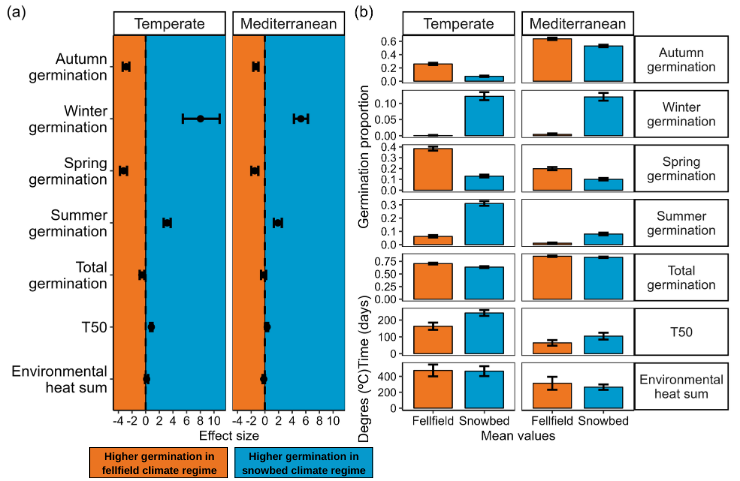 (a)
Temperate
Mediterranean
Autumn
germination
Winter
germination
Spring
germination
Summer
germination
Total
germination
T50
Environmental
heat sum
-4 -2 0 2 4 6 8 10
-4 -2 0 2 4 6 8 10
Effect size
Higher germination in
fellfield climate regime
Higher germination in
snowbed climate regime
(b)
Temperate
Mediterranean
Germination proportion
Time (days)
Degres (ºC)
0.6
0.4
0.2
0.0
Autumn
germination
0.10
0.05
0.00
Winter
germination
0.4
0.3
0.2
0.1
0.0
Spring
germination
0.3
0.2
0.1
0.0
Summer
germination
0.75
0.50
0.25
0.00
Total
germination
200
100
0
T50
400
200
0
Environmental
heat sum
Fellfield Snowbed
Fellfield Snowbed
Mean values